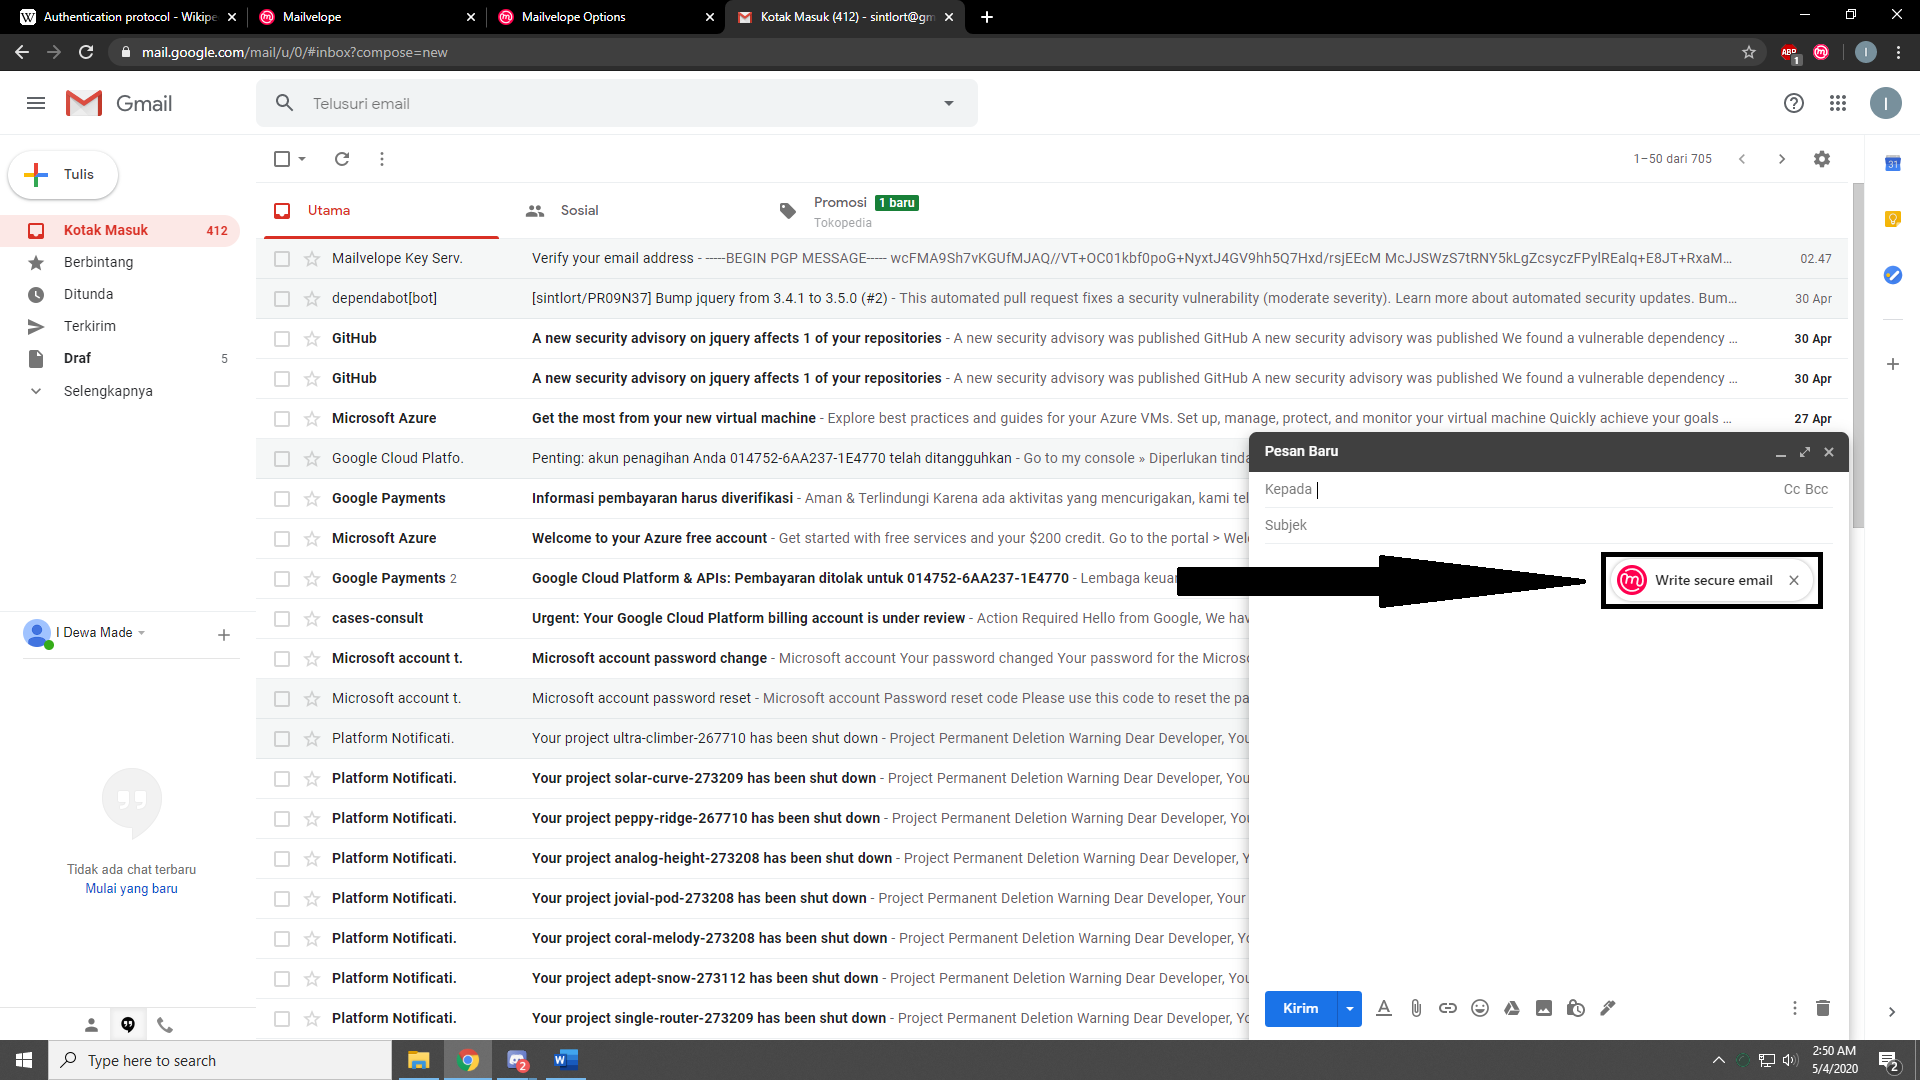 Authentication protocol - Wikipe
Mailvelope
Mailvelope Options
Kotak Masuk (412) - sintlort@gm
mail.google.com/mail/u/0/#inbox?compose=new
ABP
1
I
Gmail
Telusuri email
I
Tulis
1–50 dari 705
31
Utama
Sosial
Promosi 1 baru
Tokopedia
Kotak Masuk 412
Berbintang
Ditunda
Terkirim
Draf 5
Selengkapnya
Mailvelope Key Serv. Verify your email address - -----BEGIN PGP MESSAGE----- wcFMA9Sh7vKGUfMJAQ//VT+OC01kbf0poG+NyxtJ4GV9hh5Q7Hxd/rsjEEcM McJJSWzS7tRNY5kLgZcsyczFPylREalq+E8JT+RxaM... 02.47
dependabot[bot] [sintlort/PR09N37] Bump jquery from 3.4.1 to 3.5.0 (#2) - This automated pull request fixes a security vulnerability (moderate severity). Learn more about automated security updates. Bum... 30 Apr
GitHub A new security advisory on jquery affects 1 of your repositories - A new security advisory was published GitHub A new security advisory was published We found a vulnerable dependency ... 30 Apr
GitHub A new security advisory on jquery affects 1 of your repositories - A new security advisory was published GitHub A new security advisory was published We found a vulnerable dependency ... 30 Apr
Microsoft Azure Get the most from your new virtual machine - Explore best practices and guides for your Azure VMs. Set up, manage, protect, and monitor your virtual machine Quickly achieve your goals ... 27 Apr
Google Cloud Platfo. Penting: akun penagihan Anda 014752-6AA237-1E4770 telah ditangguhkan - Go to my console » Diperlukan tinda
Google Payments Informasi pembayaran harus diverifikasi - Aman & Terlindungi Karena ada aktivitas yang mencurigakan, kami tel
Microsoft Azure Welcome to your Azure free account - Get started with free services and your $200 credit. Go to the portal > Welc
Google Payments 2 Google Cloud Platform & APIs: Pembayaran ditolak untuk 014752-6AA237-1E4770 - Lembaga keua
cases-consult Urgent: Your Google Cloud Platform billing account is under review - Action Required Hello from Google, We hav
Microsoft account t. Microsoft account password change - Microsoft account Your password changed Your password for the Micros
Microsoft account t. Microsoft account password reset - Microsoft account Password reset code Please use this code to reset the pa
Platform Notificati. Your project ultra-climber-267710 has been shut down - Project Permanent Deletion Warning Dear Developer, You
Platform Notificati. Your project solar-curve-273209 has been shut down - Project Permanent Deletion Warning Dear Developer, You
Platform Notificati. Your project peppy-ridge-267710 has been shut down - Project Permanent Deletion Warning Dear Developer, You
Platform Notificati. Your project analog-height-273208 has been shut down - Project Permanent Deletion Warning Dear Developer, Y
Platform Notificati. Your project jovial-pod-273208 has been shut down - Project Permanent Deletion Warning Dear Developer, Your
Platform Notificati. Your project coral-melody-273208 has been shut down - Project Permanent Deletion Warning Dear Developer, Yo
Platform Notificati. Your project adept-snow-273112 has been shut down - Project Permanent Deletion Warning Dear Developer, You
Platform Notificati. Your project single-router-273209 has been shut down - Project Permanent Deletion Warning Dear Developer, Yo
I Dewa Made
Tidak ada chat terbaru
Mulai yang baru
Pesan Baru
Kepada Cc Bcc
Subjek
Write secure email
Kirim
Type here to search
2
2:50 AM
5/4/2020
2